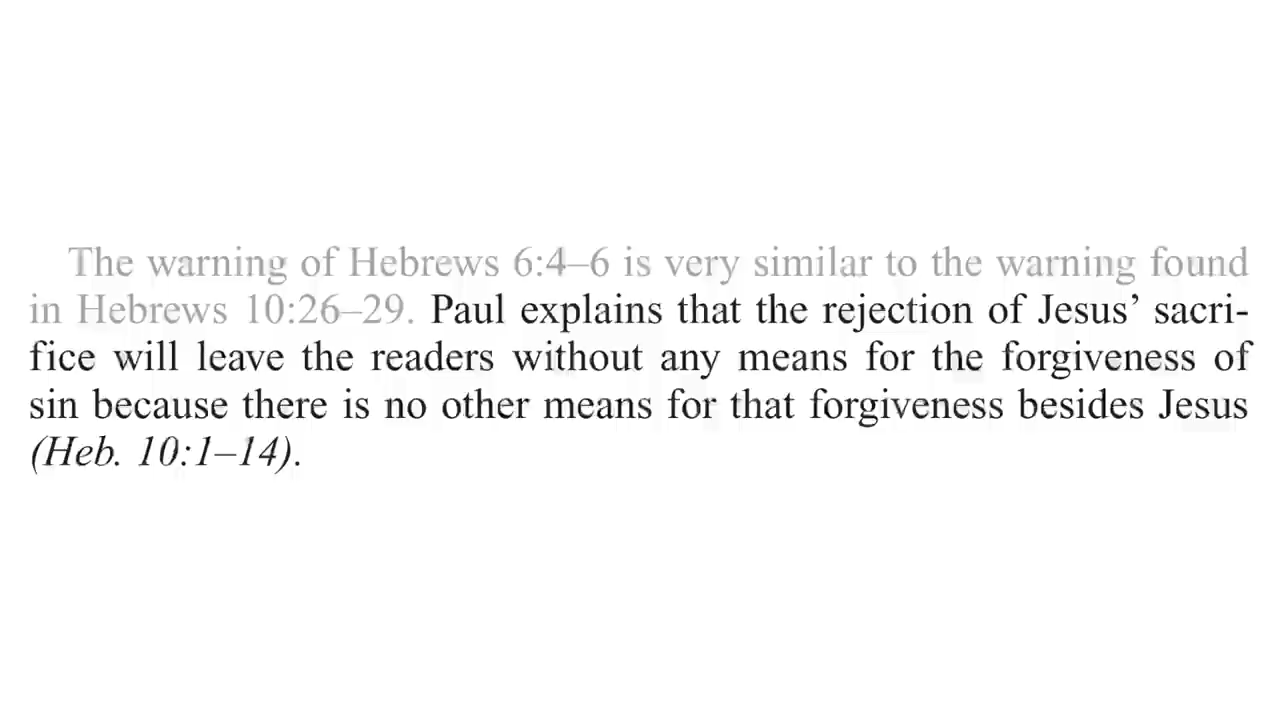 The warning of Hebrews 6:4–6 is very similar to the warning found
in Hebrews 10:26–29. Paul explains that the rejection of Jesus’ sacri-
fice will leave the readers without any means for the forgiveness of
sin because there is no other means for that forgiveness besides Jesus
(Heb. 10:1–14).